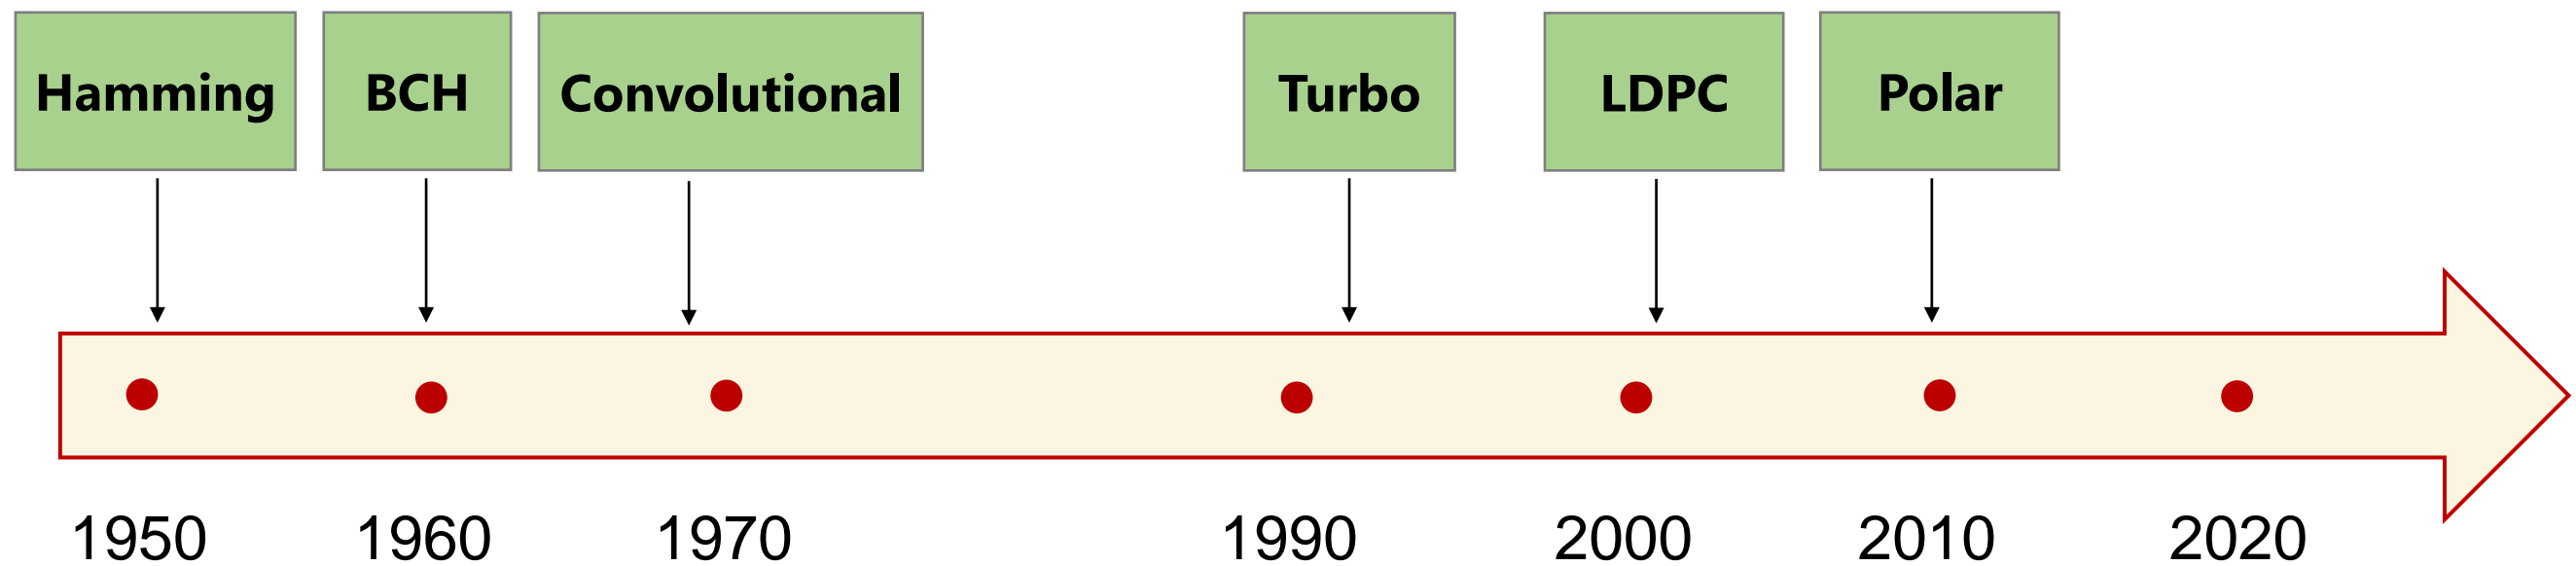 Hamming
BCH
Convolutional
Turbo
LDPC
Polar
1950
1960
1970
1990
2000
2010
2020